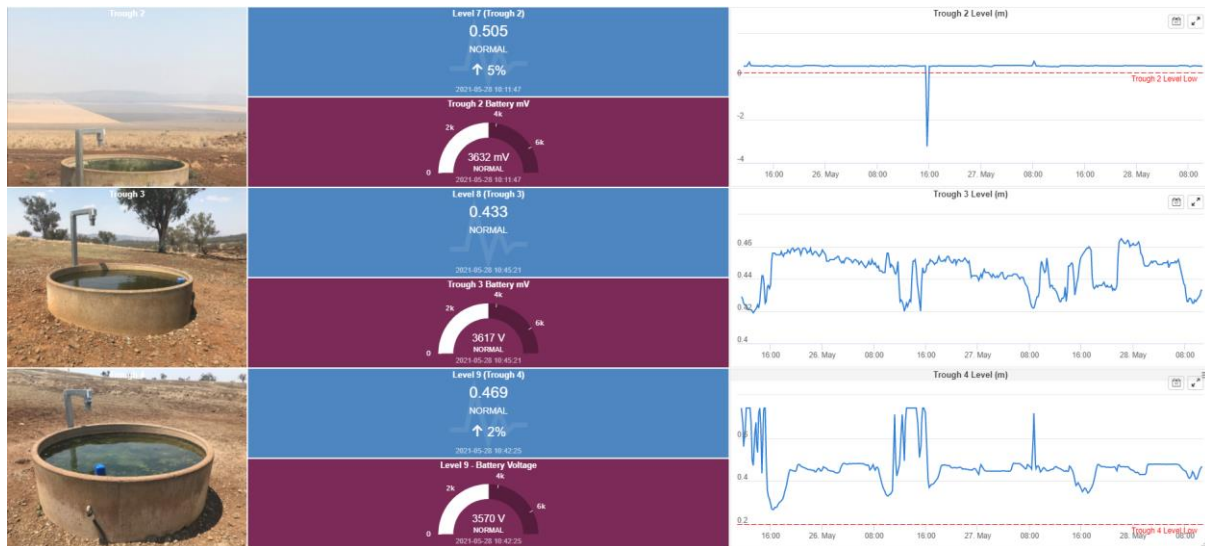 Trough 2
Level 7 (Trough 2)
0.505
NORMAL
↑ 5%
2021-05-28 10:11:47
Trough 2 Battery mV
0
2k
4k
6k
3632 mV
NORMAL
2021-05-28 10:11:47
Trough 2 Level (m)
0
-2
-4
Trough 2 Level Low
16:00 26. May 08:00 16:00 27. May 08:00 16:00 28. May 08:00
Trough 3
Level 8 (Trough 3)
0.433
NORMAL
2021-05-28 10:45:21
Trough 3 Battery mV
0
2k
4k
6k
3617 V
NORMAL
2021-05-28 10:45:21
Trough 3 Level (m)
0.46
0.44
0.42
0.4
16:00 26. May 08:00 16:00 27. May 08:00 16:00 28. May 08:00
Level 9 (Trough 4)
0.469
NORMAL
↑ 2%
2021-05-28 10:42:25
Level 9 - Battery Voltage
0
2k
4k
6k
3570 V
NORMAL
2021-05-28 10:42:25
Trough 4 Level (m)
0.6
0.4
0.2
Trough 4 Level Low
16:00 26. May 08:00 16:00 27. May 08:00 16:00 28. May 08:00